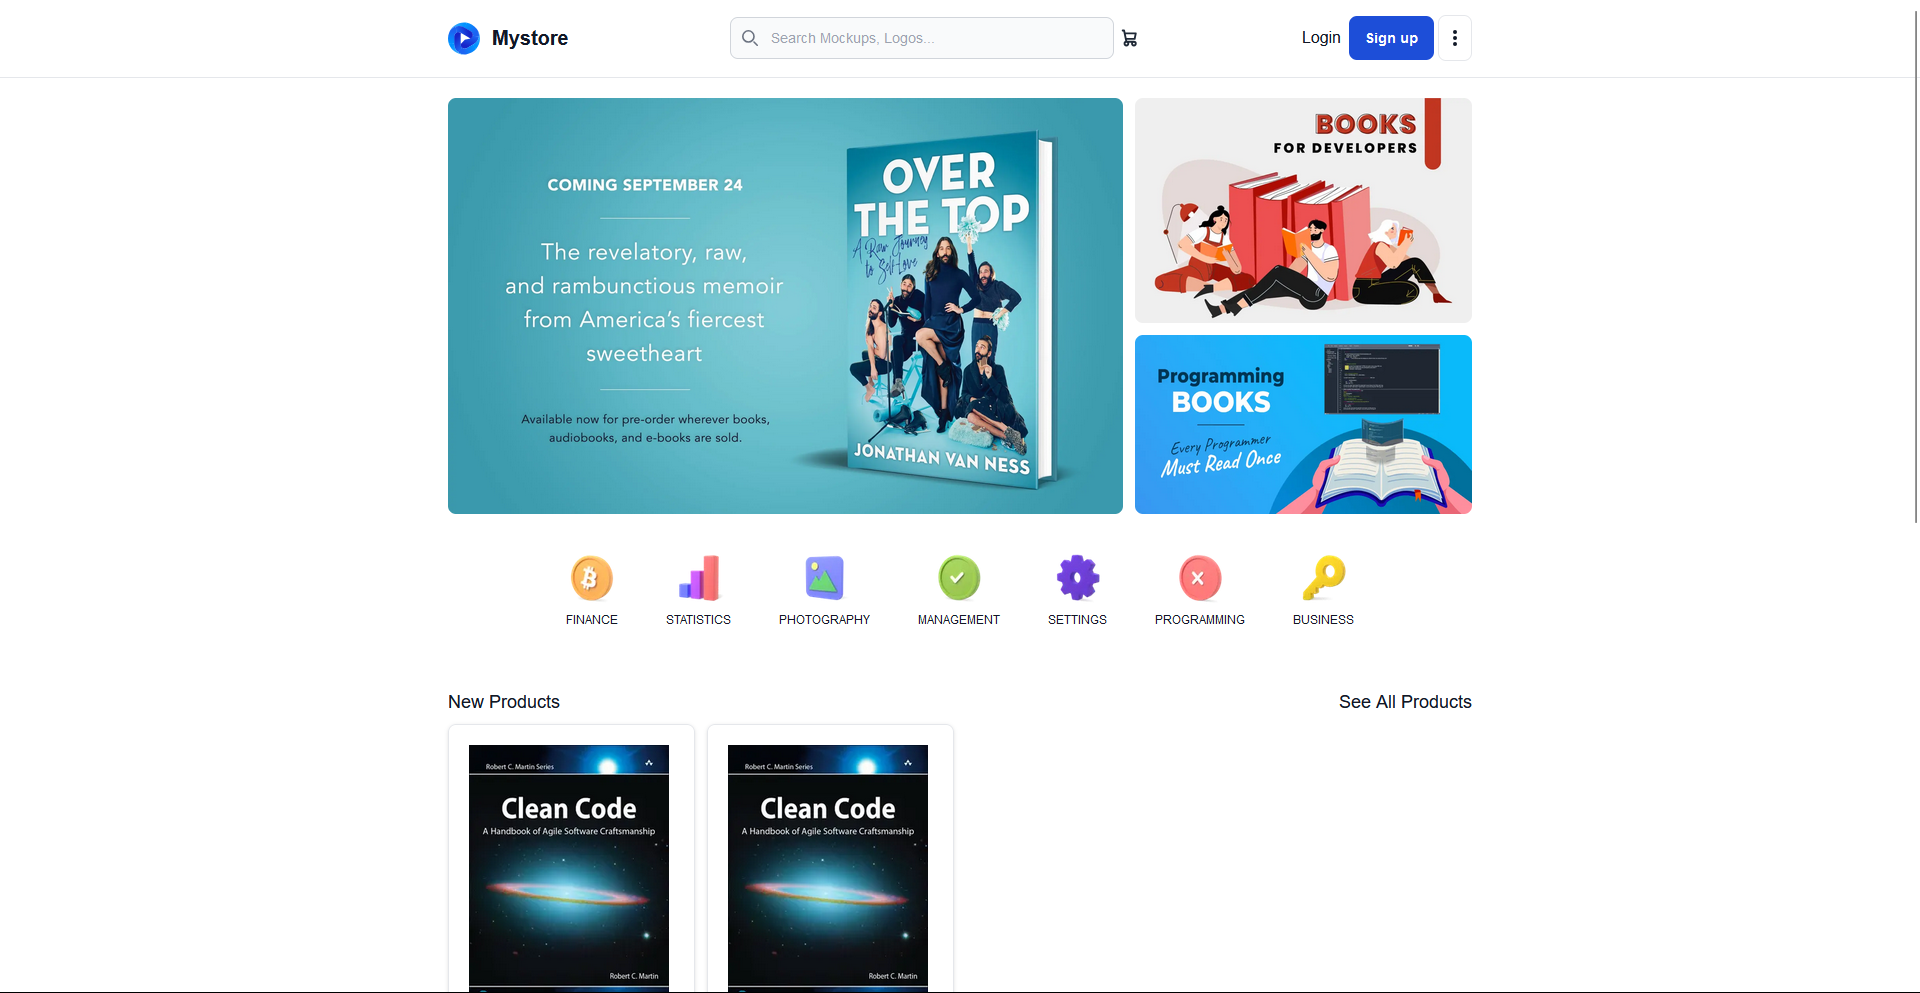 Mystore
Search Mockups, Logos...
Login
Sign up
COMING SEPTEMBER 24
The revelatory, raw,
and rambunctious memoir
from America's fiercest
sweetheart
Available now for pre-order wherever books,
audiobooks, and e-books are sold.
OVER
THE TOP
A Raw Journey
to Self-Love
JONATHAN VAN NESS
BOOKS
FOR DEVELOPERS
Programming
BOOKS
Every Programmer
Must Read Once
FINANCE
STATISTICS
PHOTOGRAPHY
MANAGEMENT
SETTINGS
PROGRAMMING
BUSINESS
New Products
See All Products
Robert C. Martin Series
Clean Code
A Handbook of Agile Software Craftsmanship
Robert C. Martin
Robert C. Martin Series
Clean Code
A Handbook of Agile Software Craftsmanship
Robert C. Martin